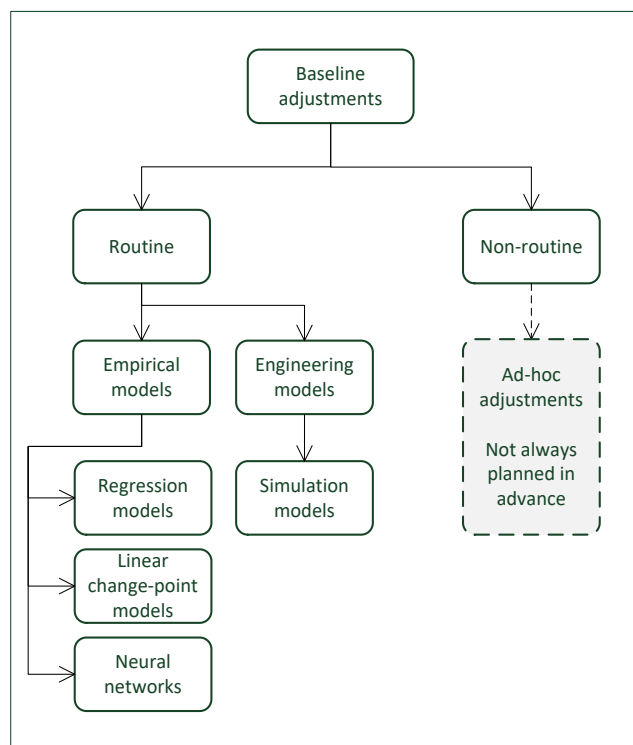 Baseline
adjustments
Routine
Non-routine
Empirical
models
Engineering
models
Ad-hoc
adjustments
Not always
planned in
advance
Regression
models
Simulation
models
Linear
change-point
models
Neural
networks